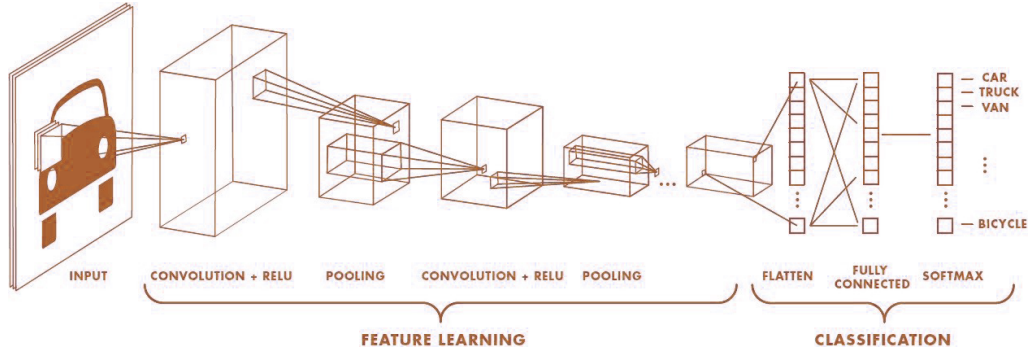 CAR
TRUCK
VAN
BICYCLE
INPUT
CONVOLUTION + RELU
POOLING
CONVOLUTION + RELU
POOLING
FLATTEN
FULLY
CONNECTED
SOFTMAX
FEATURE LEARNING
CLASSIFICATION